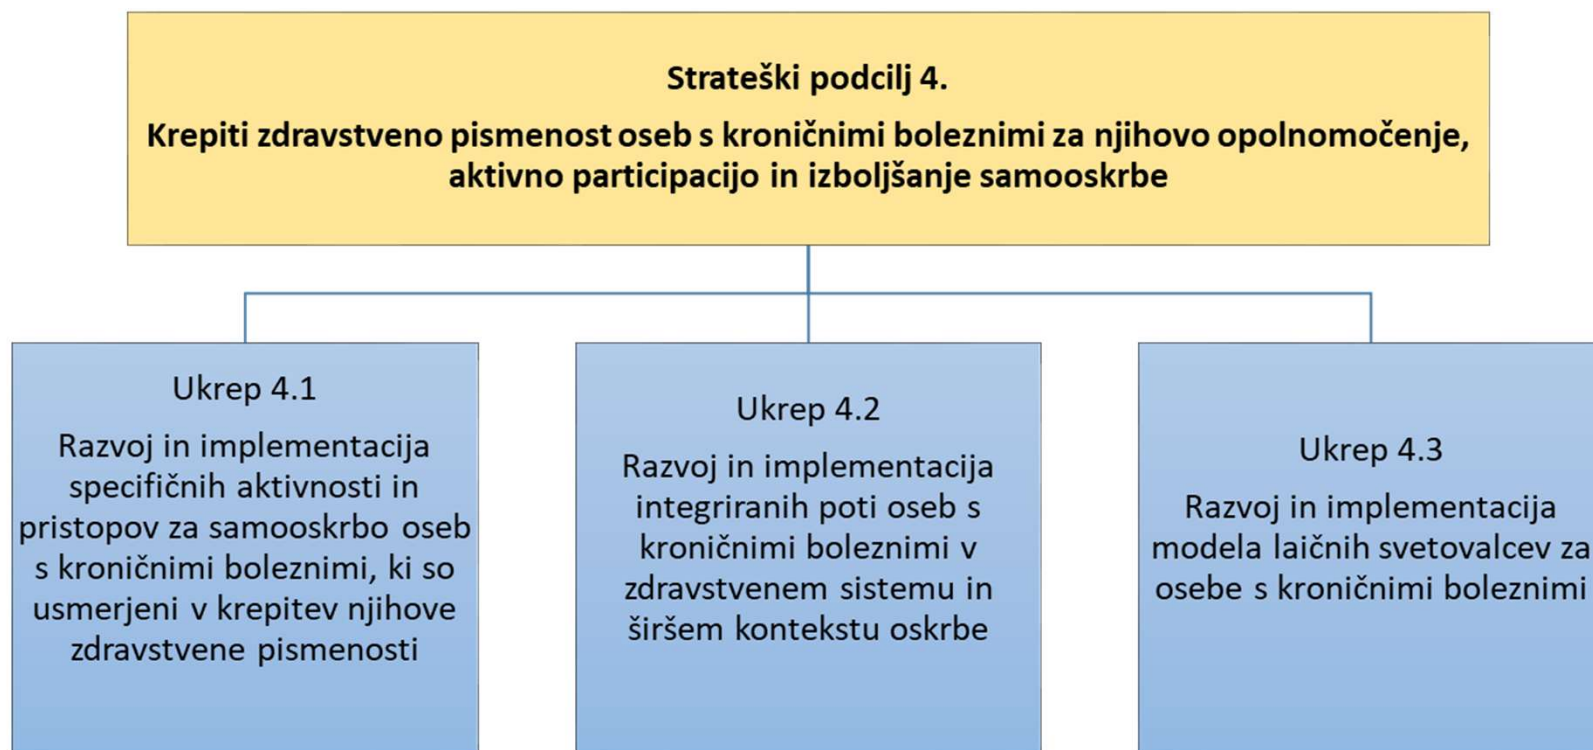 Strateški podcilj 4.
Krepiti zdravstveno pismenost oseb s kroničnimi boleznimi za njihovo opolnomočenje,
aktivno participacijo in izboljšanje samooskrbe
Ukrep 4.1
Razvoj in implementacija
specifičnih aktivnosti in
pristopov za samooskrbo oseb
s kroničnimi boleznimi, ki so
usmerjeni v krepitev njihove
zdravstvene pismenosti
Ukrep 4.2
Razvoj in implementacija
integriranih poti oseb s
kroničnimi boleznimi v
zdravstvenem sistemu in
širšem kontekstu oskrbe
Ukrep 4.3
Razvoj in implementacija
modela laičnih svetovalcev za
osebe s kroničnimi boleznimi